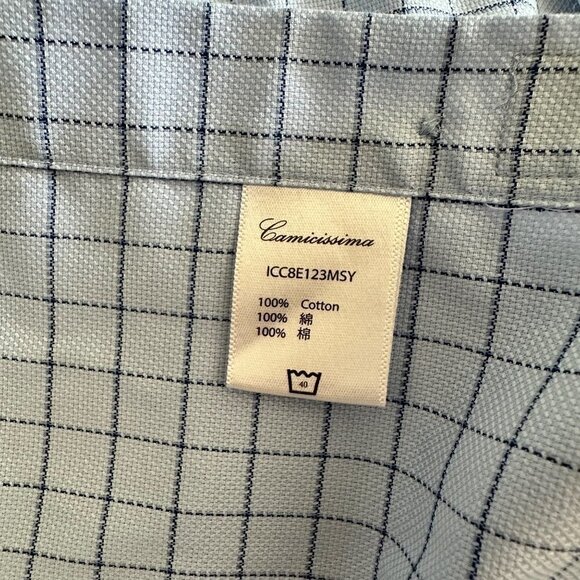 Camicissima
ICC8E123MSY
100% Cotton
100% 綿
100% 棉
40